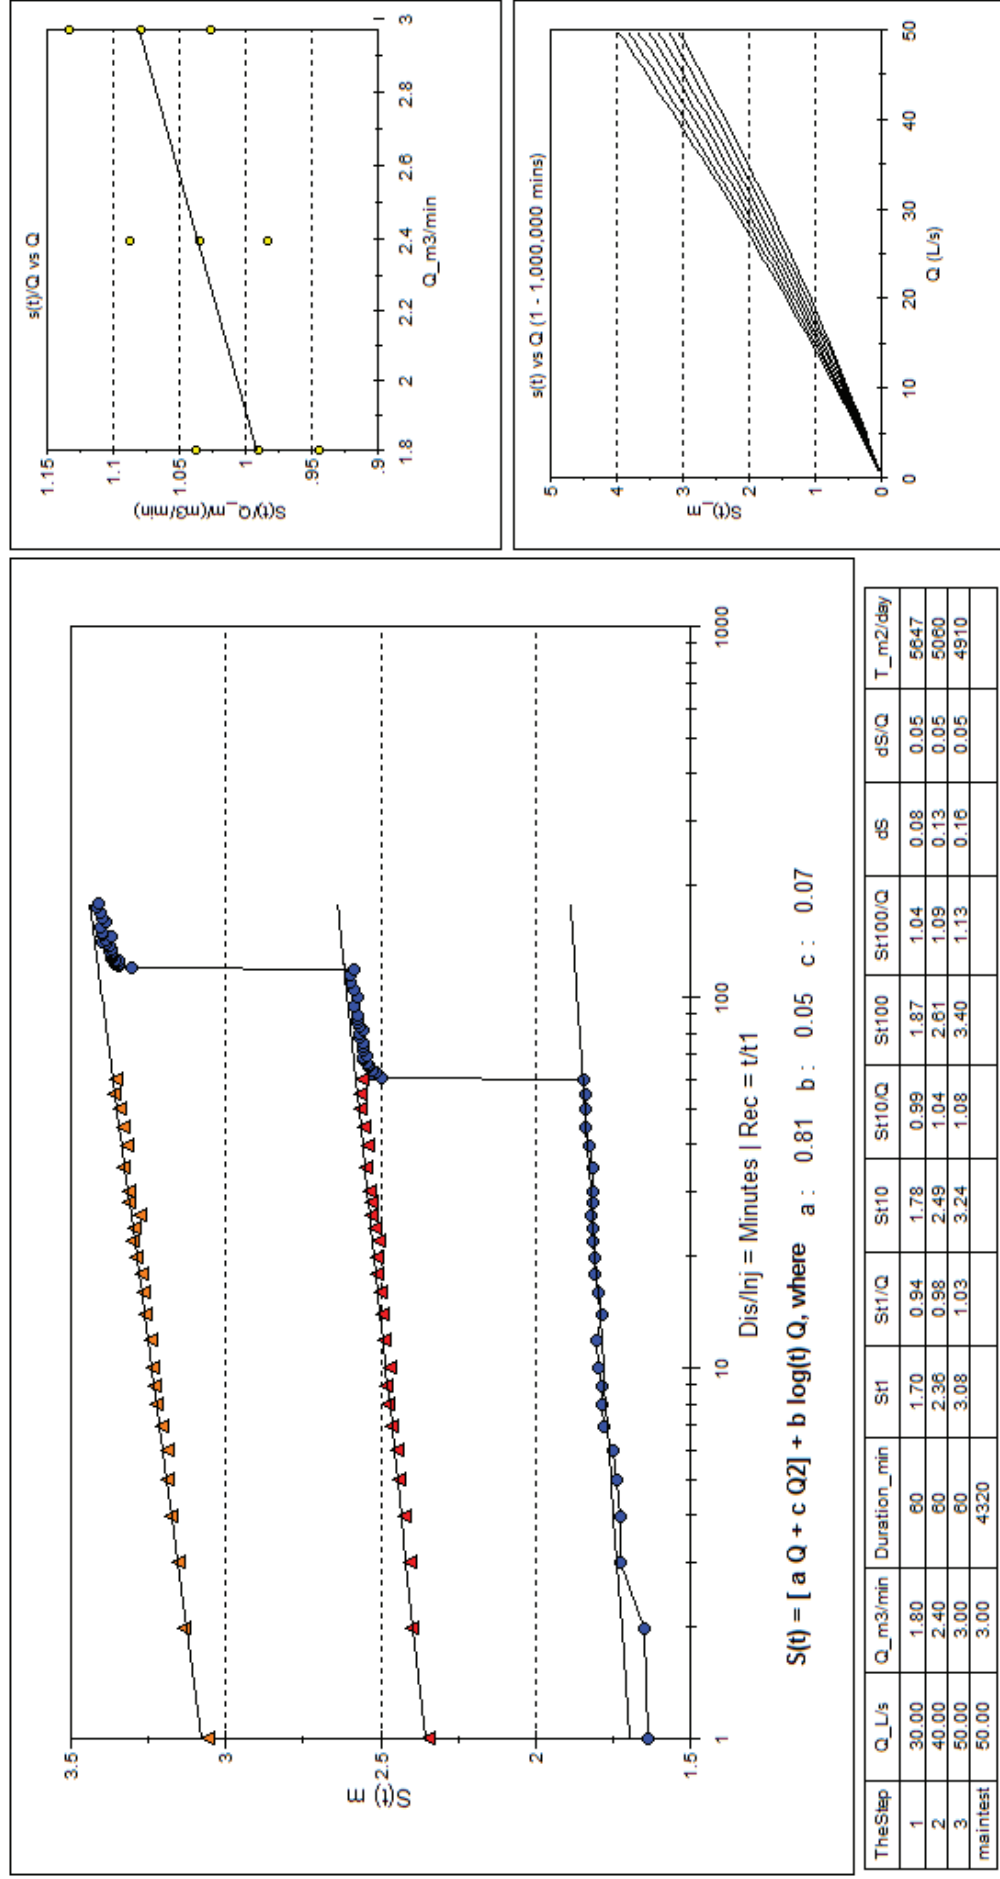 3.5
3
2.5
2
1.5
S(t) m
1
10
100
1000
Dis/Inj = Minutes | Rec = t/t1
S(t) = [ a Q + c Q2] + b log(t) Q, where a : 0.81 b : 0.05 c : 0.07
s(t)/Q vs Q
1.15
1.1
1.05
1
.95
.9
S(t)/Q_m/(m3/min)
1.8
2
2.2
2.4
2.6
2.8
3
Q_m3/min
s(t) vs Q (1 - 1,000,000 mins)
5
4
3
2
1
0
S(t)_m
0
10
20
30
40
50
Q (L/s)
TheStep Q_L/s Q_m3/min Duration_min St1 St1/Q St10 St10/Q St100 St100/Q dS dS/Q T_m2/day
1 30.00 1.80 60 1.70 0.94 1.78 0.99 1.87 1.04 0.08 0.05 5647
2 40.00 2.40 60 2.36 0.98 2.49 1.04 2.61 1.09 0.13 0.05 5060
3 50.00 3.00 60 3.08 1.03 3.24 1.08 3.40 1.13 0.16 0.05 4910
maintest 50.00 3.00 4320